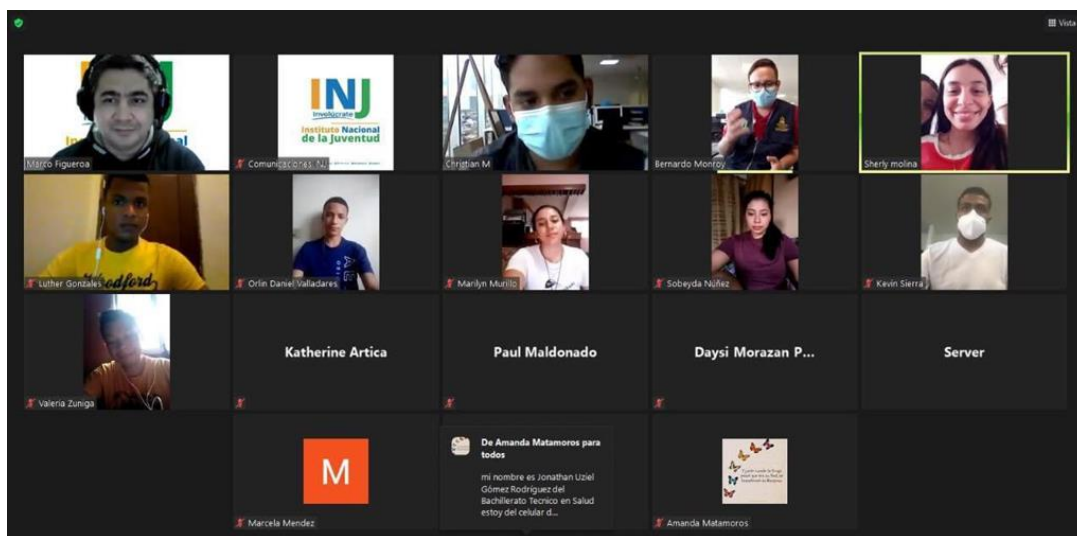 Vista
INJ
Marco Figueroa
INJ
Involúcrate
Instituto Nacional
de la Juventud
Comunicaciones INJ
Christian M
Bernardo Monroy
Sherly molina
Luther Gonzales
Orlin Daniel Valladares
Marilyn Murillo
Sobeyda Núñez
Kevin Sierra
Valeria Zuniga
Katherine Artica
Paul Maldonado
Daysi Morazan P...
Server
M
Marcela Mendez
De Amanda Matamoros para
todos
mi nombre es Jonathan Uziel
Gómez Rodríguez del
Bachillerato Tecnico en Salud
estoy del celular d...
Amanda Matamoros